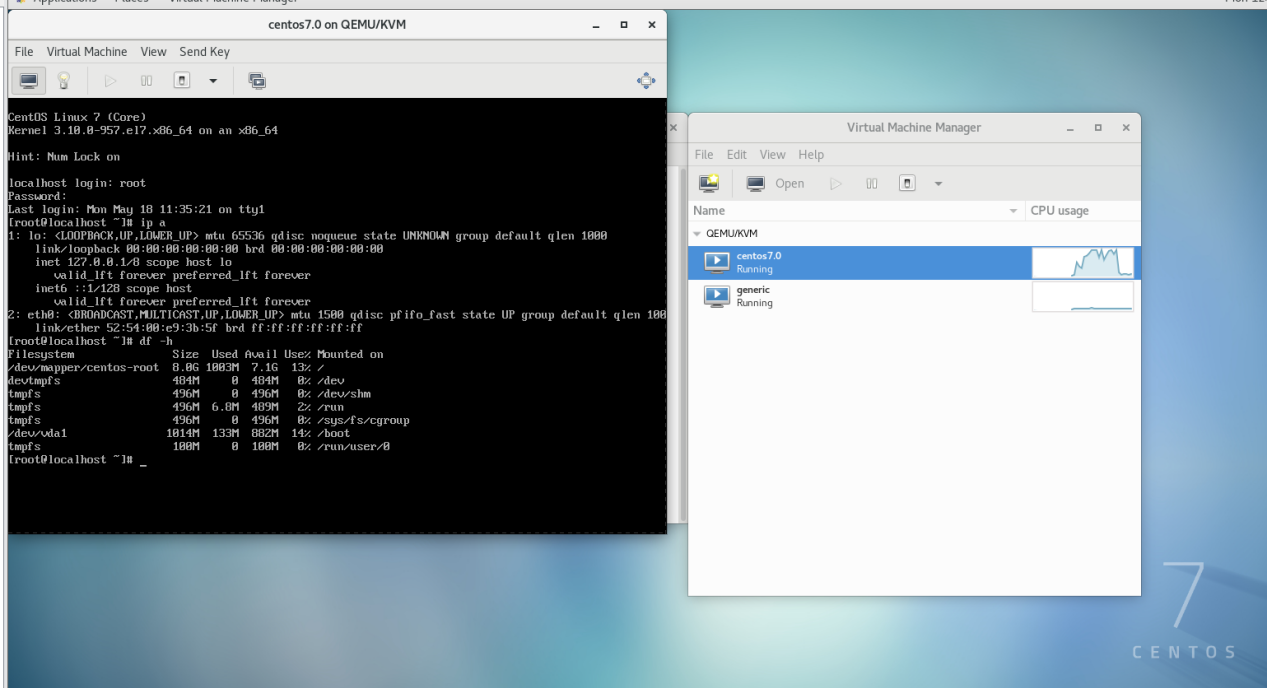 Applications Places Virtual Machine Manager
centos7.0 on QEMU/KVM
File Virtual Machine View Send Key
CentOS Linux 7 (Core)
Kernel 3.10.0-957.el7.x86_64 on an x86_64
Hint: Num Lock on
localhost login: root
Password:
Last login: Mon May 18 11:35:21 on tty1
[root@localhost ~]# ip a
1: lo: <LOOPBACK,UP,LOWER_UP> mtu 65536 qdisc noqueue state UNKNOWN group default qlen 1000
link/loopback 00:00:00:00:00:00 brd 00:00:00:00:00:00
inet 127.0.0.1/8 scope host lo
valid_lft forever preferred_lft forever
inet6 ::1/128 scope host
valid_lft forever preferred_lft forever
2: eth0: <BROADCAST,MULTICAST,UP,LOWER_UP> mtu 1500 qdisc pfifo_fast state UP group default qlen 100
link/ether 52:54:00:e9:3b:5f brd ff:ff:ff:ff:ff:ff
[root@localhost ~]# df -h
Filesystem Size Used Avail Use% Mounted on
/dev/mapper/centos-root 8.0G 1003M 7.1G 13% /
devtmpfs 484M 0 484M 0% /dev
tmpfs 496M 0 496M 0% /dev/shm
tmpfs 496M 6.8M 489M 2% /run
tmpfs 496M 0 496M 0% /sys/fs/cgroup
/dev/vda1 1014M 133M 882M 14% /boot
tmpfs 100M 0 100M 0% /run/user/0
[root@localhost ~]# _
Virtual Machine Manager
File Edit View Help
Open
Name CPU usage
QEMU/KVM
centos7.0
Running
generic
Running
7
CENTOS